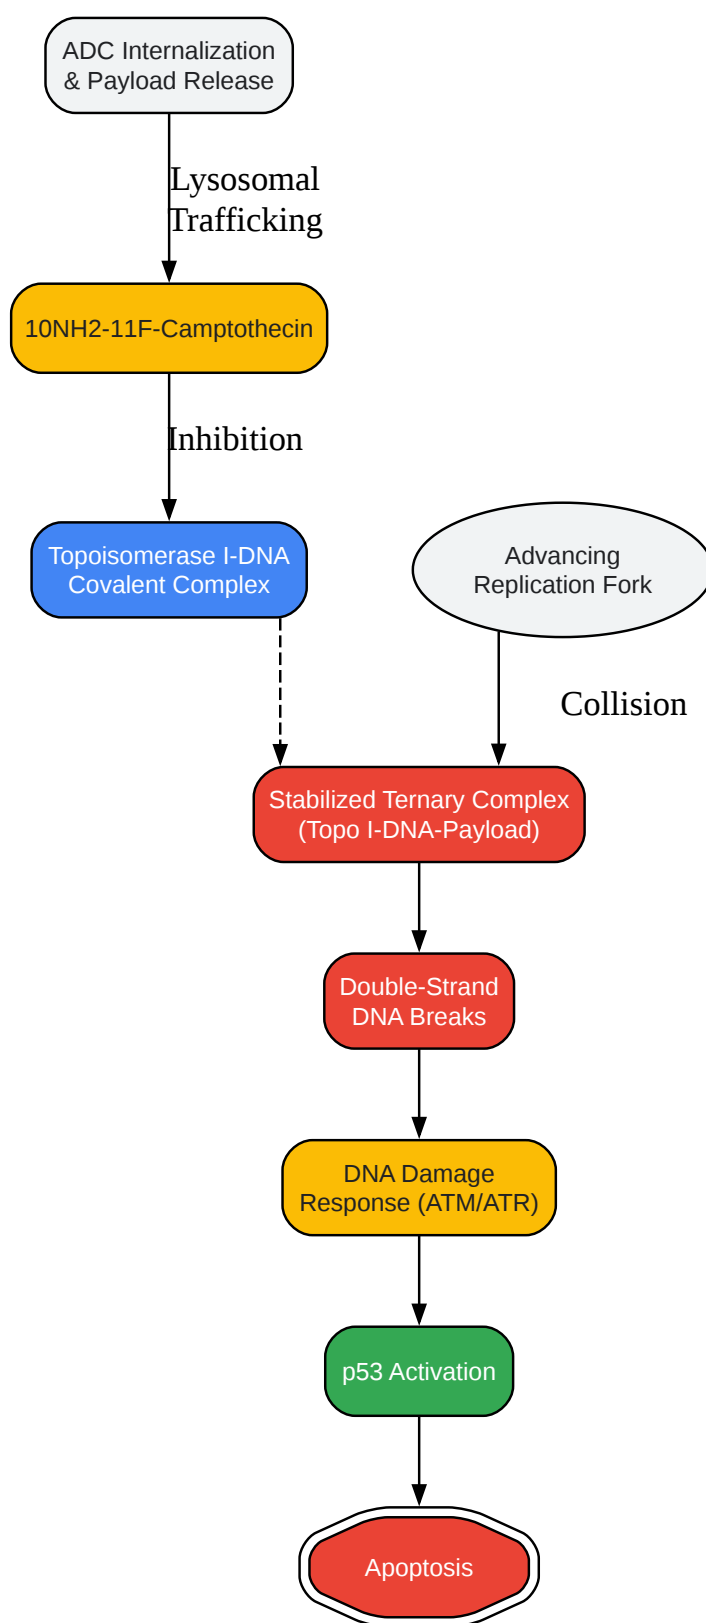 ADC Internalization
& Payload Release
Lysosomal
Trafficking
10NH2-11F-Camptothecin
Inhibition
Topoisomerase I-DNA
Covalent Complex
Advancing
Replication Fork
Collision
Stabilized Ternary Complex
(Topo I-DNA-Payload)
Double-Strand
DNA Breaks
DNA Damage
Response (ATM/ATR)
p53 Activation
Apoptosis